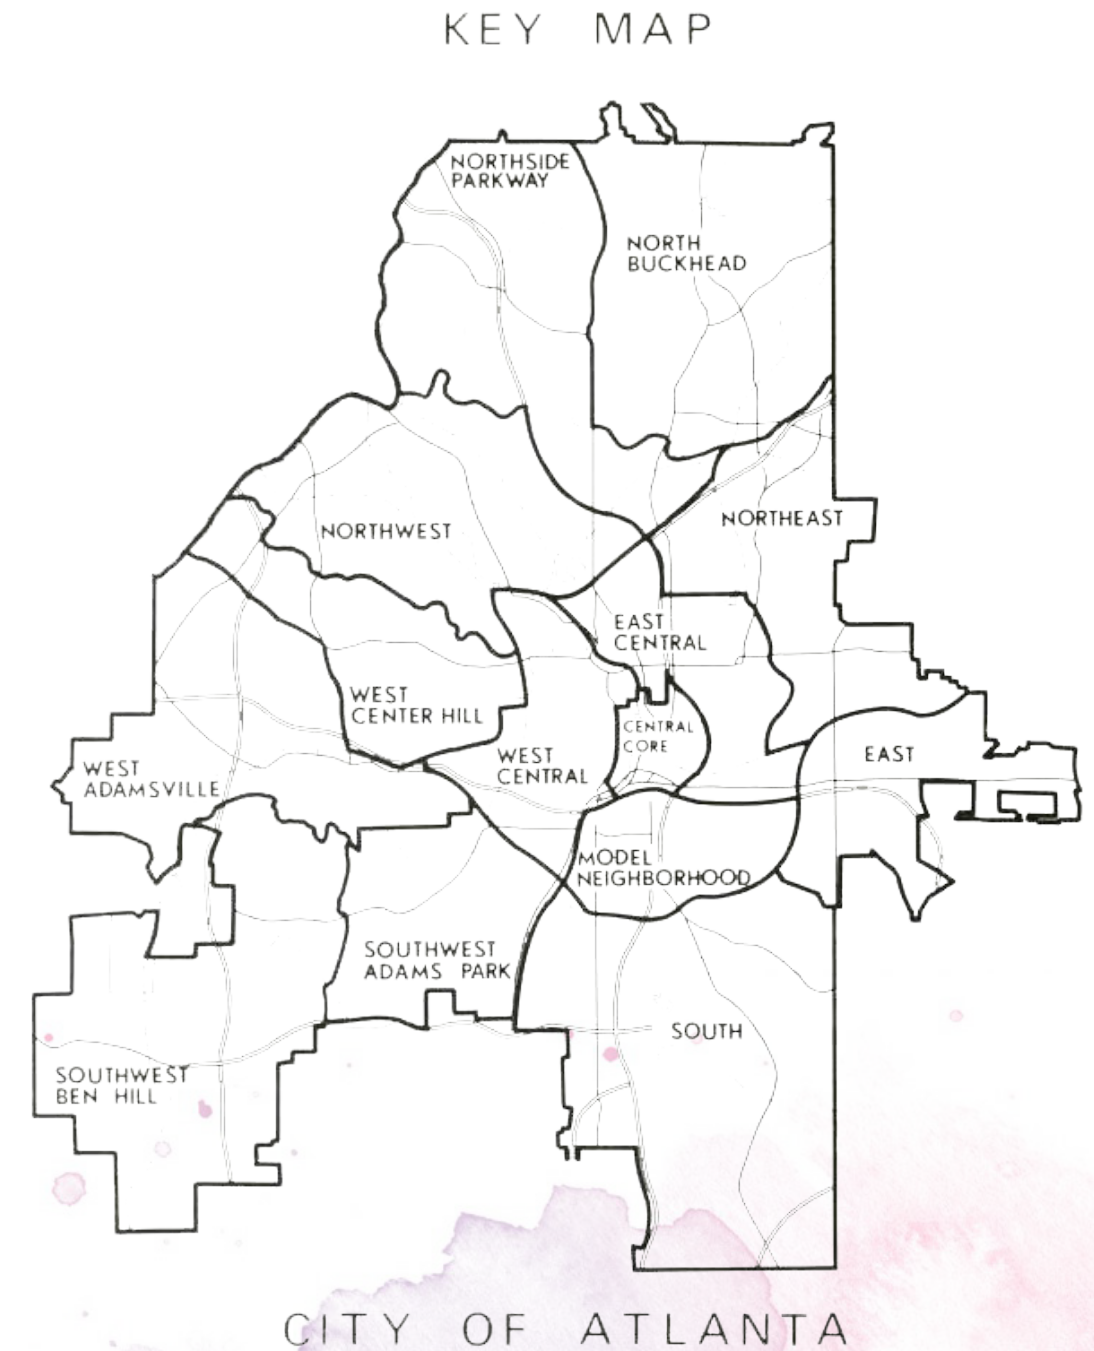 KEY MAP
NORTHSIDE
PARKWAY
NORTH
BUCKHEAD
NORTHWEST
NORTHEAST
EAST
CENTRAL
WEST
CENTER HILL
CENTRAL
CORE
WEST
CENTRAL
EAST
WEST
ADAMSVILLE
MODEL
NEIGHBORHOOD
SOUTHWEST
ADAMS PARK
SOUTH
SOUTHWEST
BEN HILL
CITY OF ATLANTA